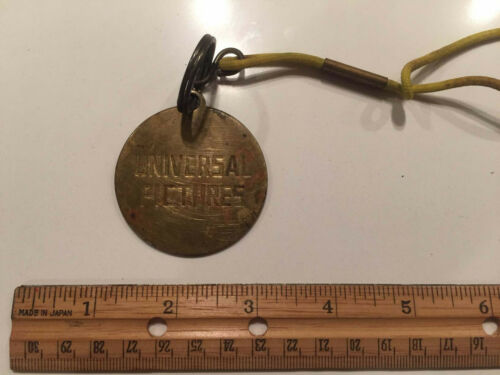 UNIVERSAL
PICTURES
MADE IN JAPAN 1 2 3 4 5 6
30 29 28 27 26 25 24 23 22 21 20 19 18 17 16